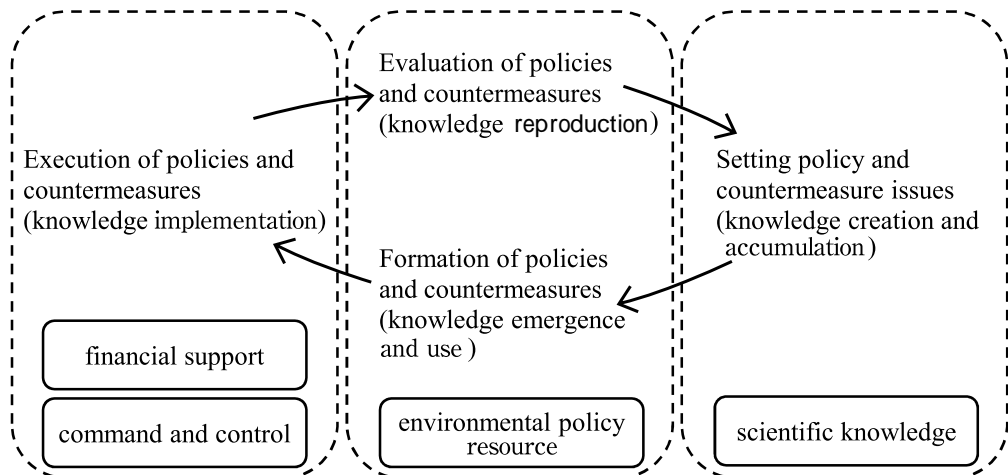 Execution of policies and
countermeasures
(knowledge implementation)
financial support
command and control
Evaluation of policies
and countermeasures
(knowledge reproduction)
Formation of policies
and countermeasures
(knowledge emergence
and use )
environmental policy
resource
Setting policy and
countermeasure issues
(knowledge creation and
accumulation)
scientific knowledge